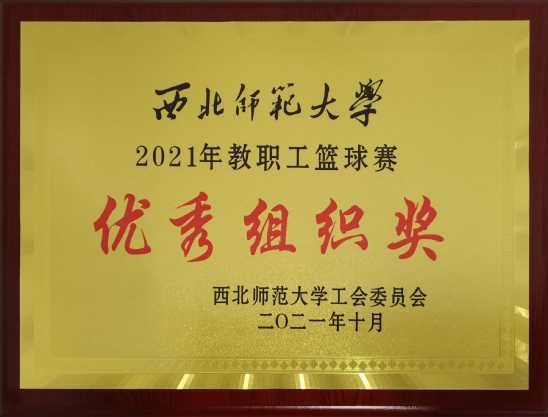 西北师範大學
2021年教职工篮球赛
优秀组织奖
西北师范大学工会委员会
二〇二一年十月